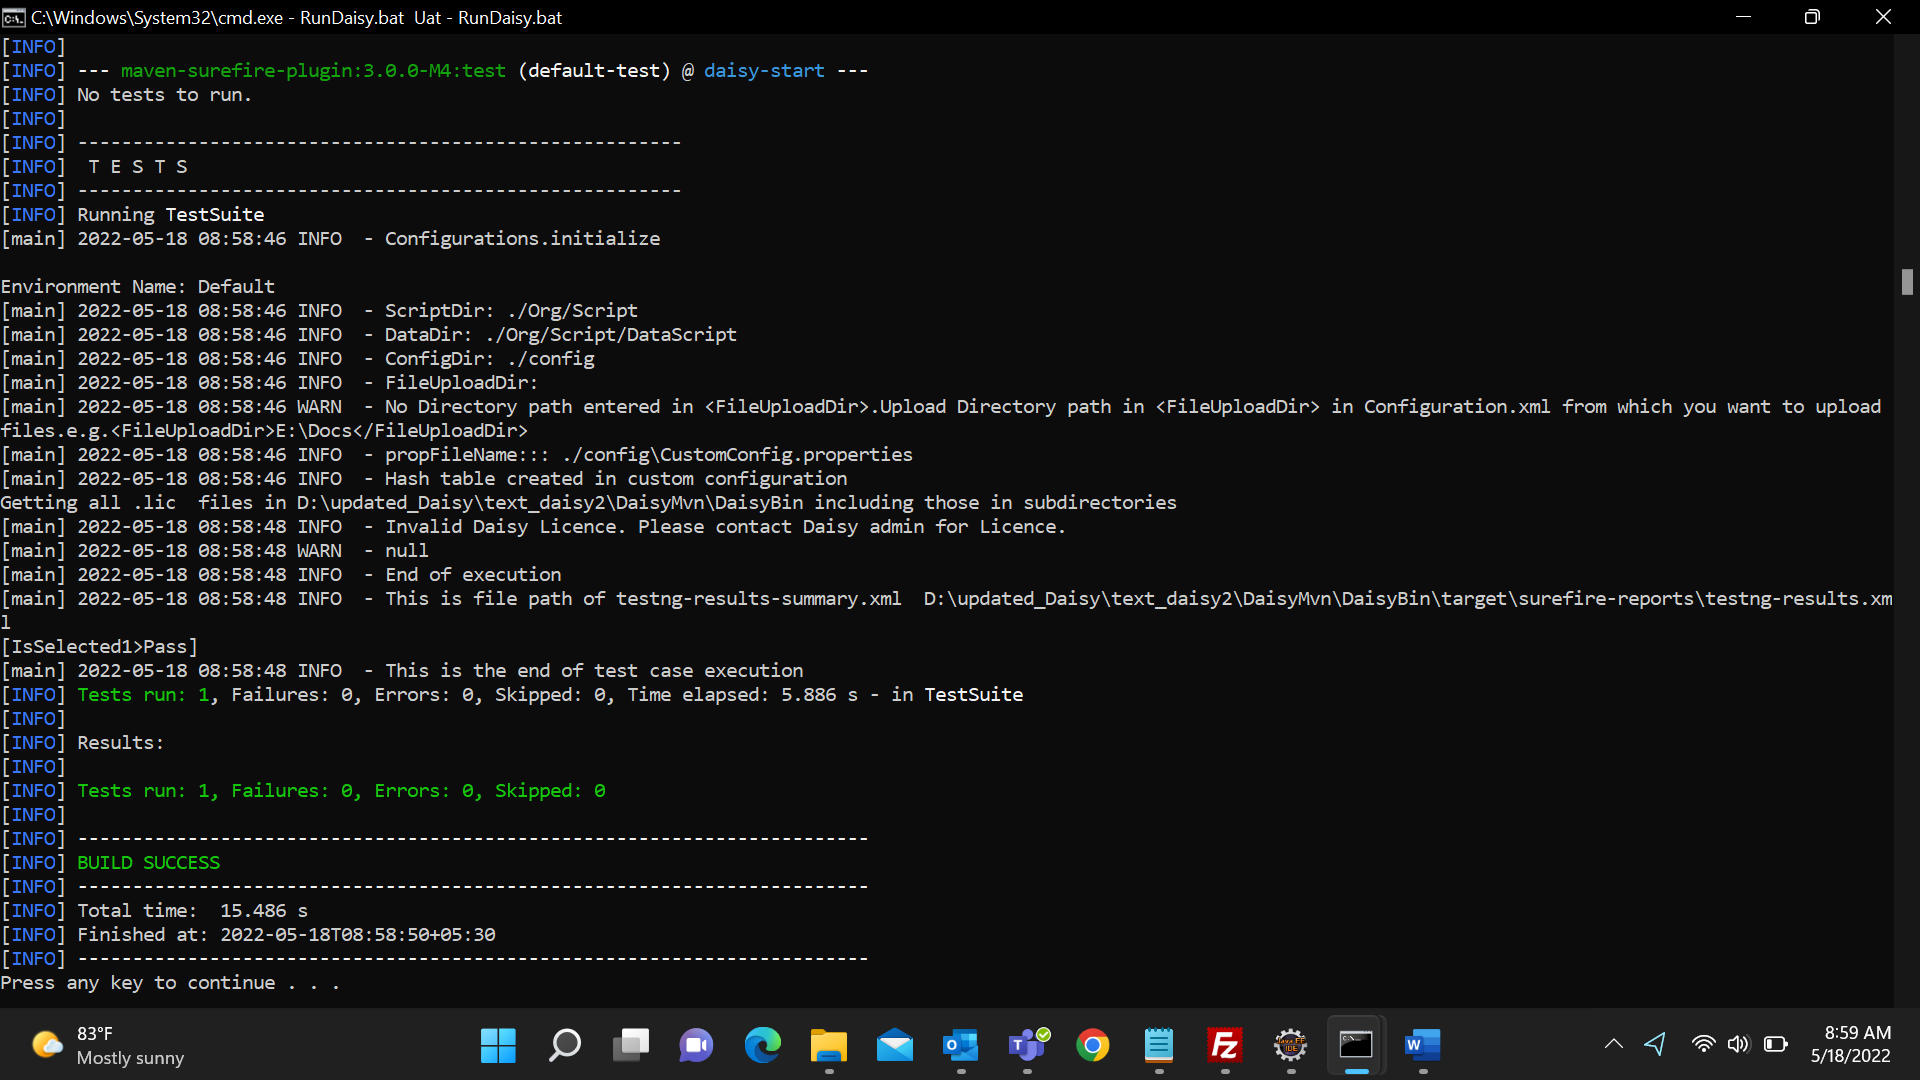 C:\Windows\System32\cmd.exe - RunDaisy.bat  Uat - RunDaisy.bat
[INFO]
[INFO] --- maven-surefire-plugin:3.0.0-M4:test (default-test) @ daisy-start ---
[INFO] No tests to run.
[INFO]
[INFO] -------------------------------------------------------
[INFO]  T E S T S
[INFO] -------------------------------------------------------
[INFO] Running TestSuite
[main] 2022-05-18 08:58:46 INFO  - Configurations.initialize
Environment Name: Default
[main] 2022-05-18 08:58:46 INFO  - ScriptDir: ./Org/Script
[main] 2022-05-18 08:58:46 INFO  - DataDir: ./Org/Script/DataScript
[main] 2022-05-18 08:58:46 INFO  - ConfigDir: ./config
[main] 2022-05-18 08:58:46 INFO  - FileUploadDir:
[main] 2022-05-18 08:58:46 WARN  - No Directory path entered in <FileUploadDir>.Upload Directory path in <FileUploadDir> in Configuration.xml from which you want to upload
files.e.g.<FileUploadDir>E:\Docs</FileUploadDir>
[main] 2022-05-18 08:58:46 INFO  - propFileName::: ./config\CustomConfig.properties
[main] 2022-05-18 08:58:46 INFO  - Hash table created in custom configuration
Getting all .lic  files in D:\updated_Daisy\text_daisy2\DaisyMvn\DaisyBin including those in subdirectories
[main] 2022-05-18 08:58:48 INFO  - Invalid Daisy Licence. Please contact Daisy admin for Licence.
[main] 2022-05-18 08:58:48 WARN  - null
[main] 2022-05-18 08:58:48 INFO  - End of execution
[main] 2022-05-18 08:58:48 INFO  - This is file path of testng-results-summary.xml  D:\updated_Daisy\text_daisy2\DaisyMvn\DaisyBin\target\surefire-reports\testng-results.xm
l
[IsSelected1>Pass]
[main] 2022-05-18 08:58:48 INFO  - This is the end of test case execution
[INFO] Tests run: 1, Failures: 0, Errors: 0, Skipped: 0, Time elapsed: 5.886 s - in TestSuite
[INFO]
[INFO] Results:
[INFO]
[INFO] Tests run: 1, Failures: 0, Errors: 0, Skipped: 0
[INFO]
[INFO] ------------------------------------------------------------------------
[INFO] BUILD SUCCESS
[INFO] ------------------------------------------------------------------------
[INFO] Total time:  15.486 s
[INFO] Finished at: 2022-05-18T08:58:50+05:30
[INFO] ------------------------------------------------------------------------
Press any key to continue . . .
83°F
Mostly sunny
8:59 AM
5/18/2022